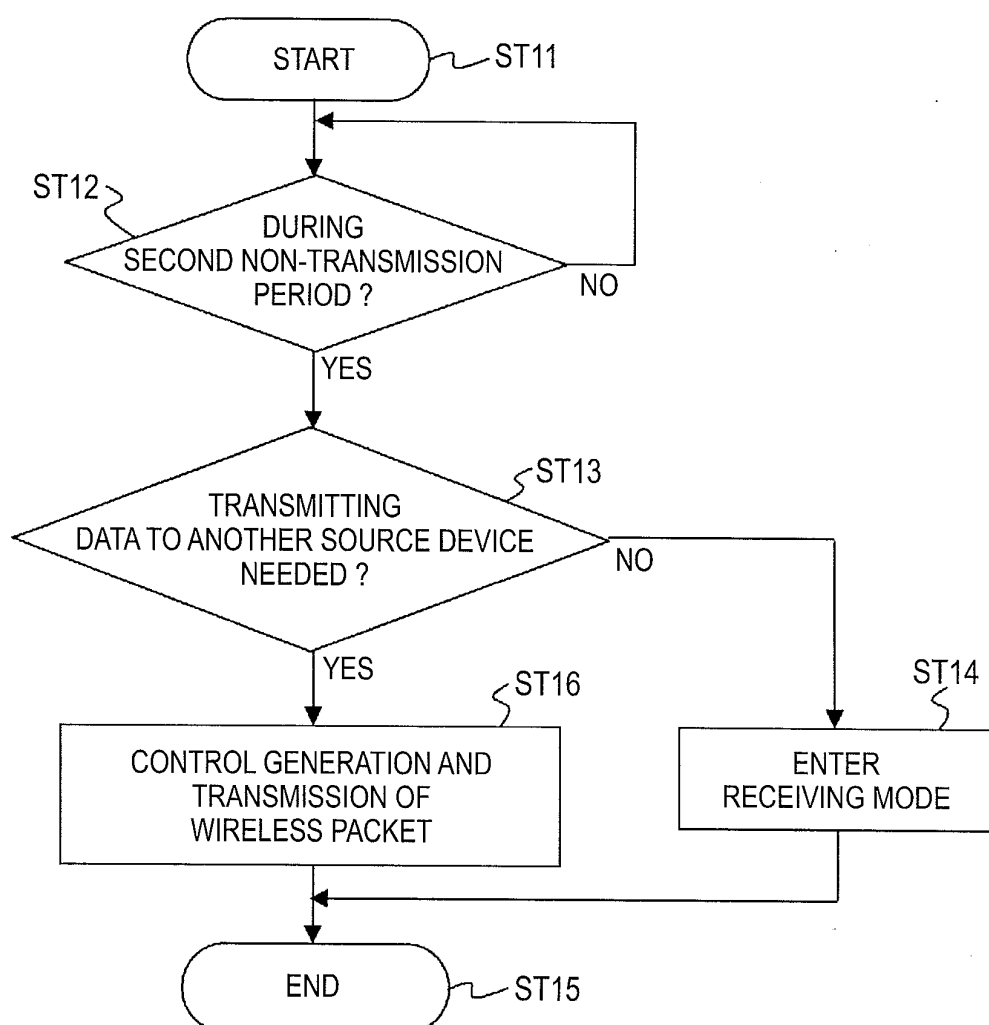 START
ST11
ST12
DURING
SECOND NON-TRANSMISSION
PERIOD ?
NO
YES
ST13
TRANSMITTING
DATA TO ANOTHER SOURCE DEVICE
NEEDED ?
NO
YES
ST16
ST14
CONTROL GENERATION AND
TRANSMISSION OF
WIRELESS PACKET
ENTER
RECEIVING MODE
END
ST15